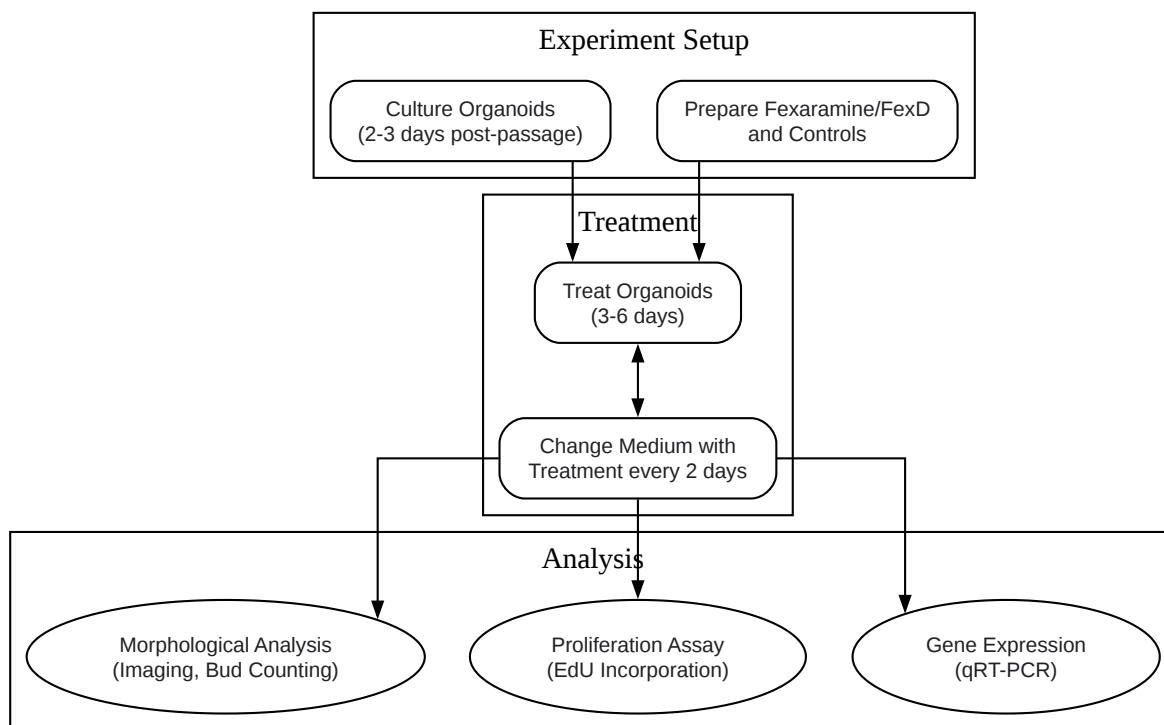 Experiment Setup
Culture Organoids
(2-3 days post-passage)
Prepare Fexaramine/FexD
and Controls
Treatment
Treat Organoids
(3-6 days)
Change Medium with
Treatment every 2 days
Analysis
Morphological Analysis
(Imaging, Bud Counting)
Proliferation Assay
(EdU Incorporation)
Gene Expression
(qRT-PCR)